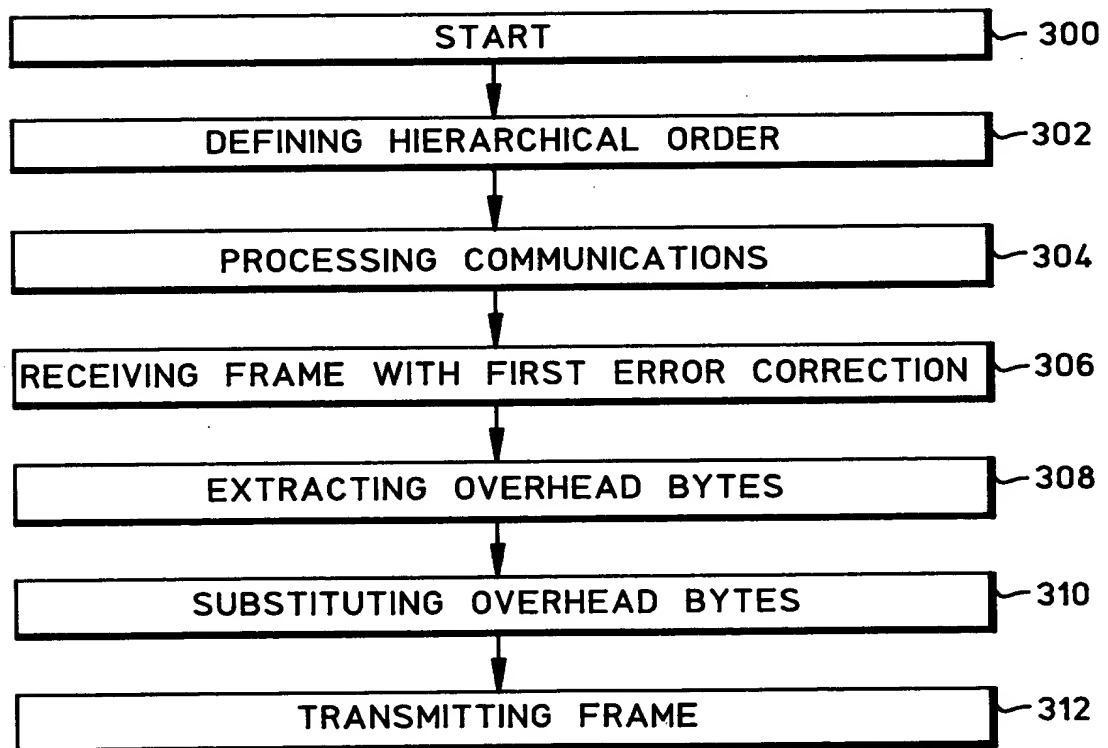 START 300
DEFINING HIERARCHICAL ORDER 302
PROCESSING COMMUNICATIONS 304
RECEIVING FRAME WITH FIRST ERROR CORRECTION 306
EXTRACTING OVERHEAD BYTES 308
SUBSTITUTING OVERHEAD BYTES 310
TRANSMITTING FRAME 312